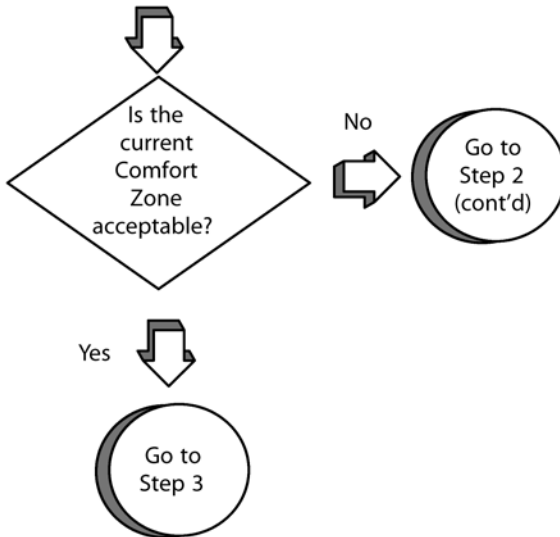 Is the
current
Comfort
Zone
acceptable?
No
Go to
Step 2
(cont'd)
Yes
Go to
Step 3